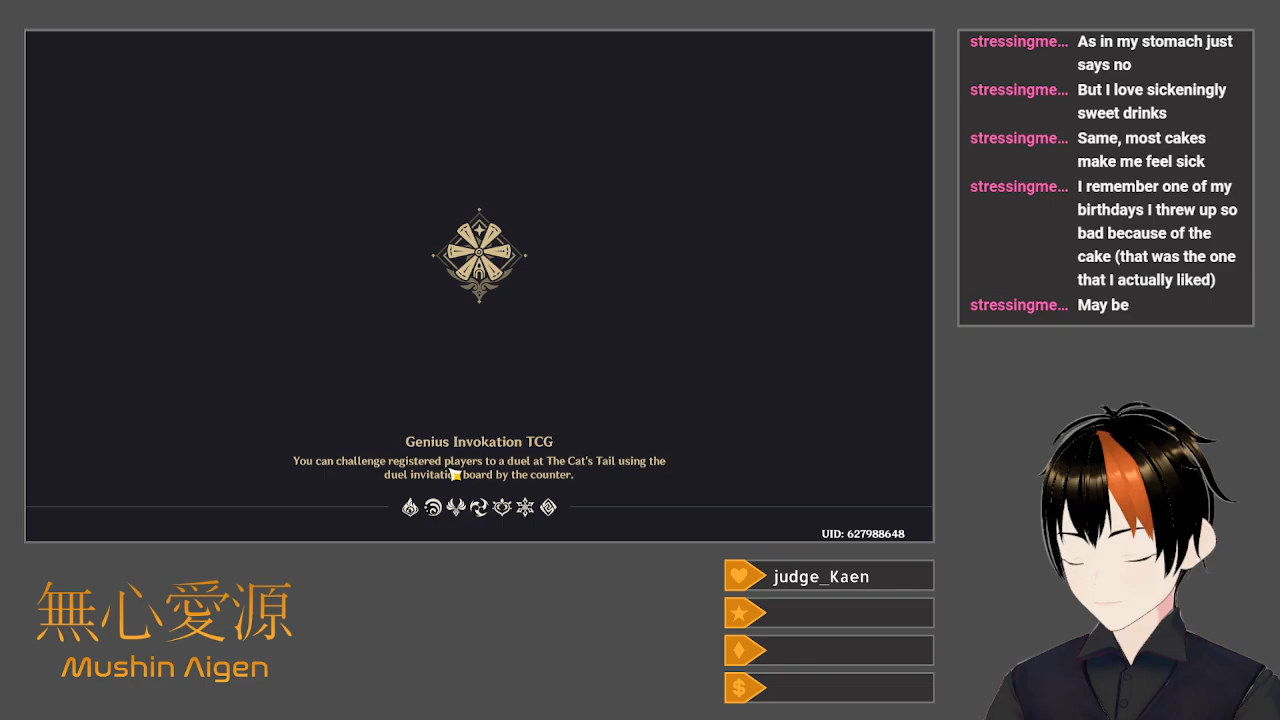 stressingme... As in my stomach just
says no
stressingme... But I love sickeningly
sweet drinks
stressingme... Same, most cakes
make me feel sick
stressingme... I remember one of my
birthdays I threw up so
bad because of the
cake (that was the one
that I actually liked)
stressingme... May be
Genius Invokation TCG
You can challenge registered players to a duel at The Cat's Tail using the
duel invitation board by the counter.
UID: 627988648
judge_Kaen
無心愛源
Mushin Aigen